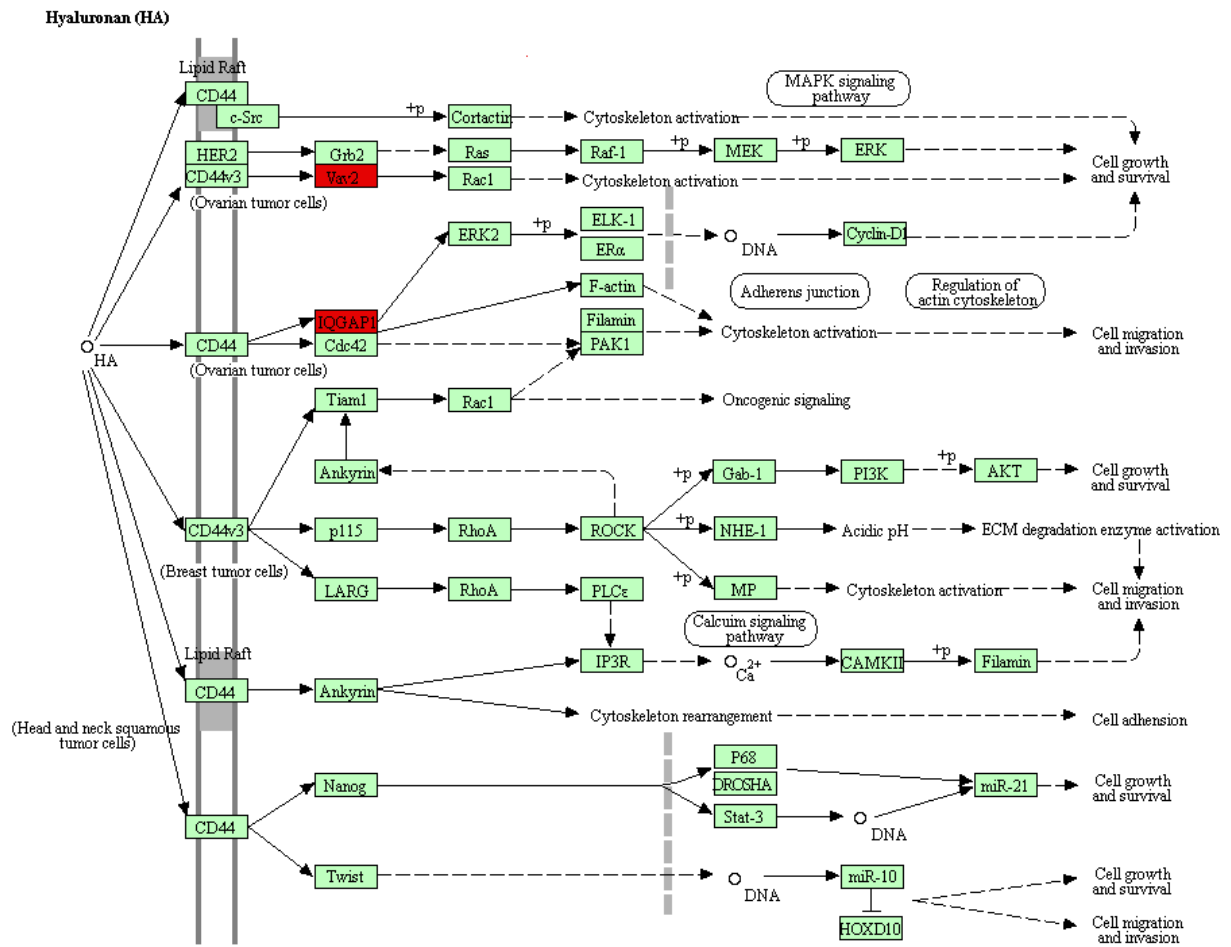 Hyaluronan (HA)
Lipid Raft
CD44
c-Src
+p
Cortactin
Cytoskeleton activation
MAPK signaling
pathway
HER2
Grb2
Ras
Raf-1
+p
MEK
+p
ERK
Cell growth
and survival
CD44v3
Vav2
Rac1
Cytoskeleton activation
(Ovarian tumor cells)
ERK2
+p
ELK-1
ERα
DNA
Cyclin-D1
F-actin
Adherens junction
Regulation of
actin cytoskeleton
HA
CD44
IQGAP1
Cdc42
Filamin
PAK1
Cytoskeleton activation
Cell migration
and invasion
(Ovarian tumor cells)
Tiam1
Rac1
Oncogenic signaling
Ankyrin
+p
Gab-1
PI3K
+p
AKT
Cell growth
and survival
CD44v3
p115
RhoA
ROCK
+p
NHE-1
Acidic pH
ECM degradation enzyme activation
(Breast tumor cells)
LARG
RhoA
PLCε
+p
MP
Cytoskeleton activation
Cell migration
and invasion
Calcuim signaling
pathway
Lipid Raft
IP3R
Ca2+
CAMKII
+p
Filamin
CD44
Ankyrin
Cytoskeleton rearrangement
Cell adhension
(Head and neck squamous
tumor cells)
Nanog
P68
DROSHA
miR-21
Cell growth
and survival
CD44
Stat-3
DNA
Twist
DNA
miR-10
Cell growth
and survival
HOXD10
Cell migration
and invasion